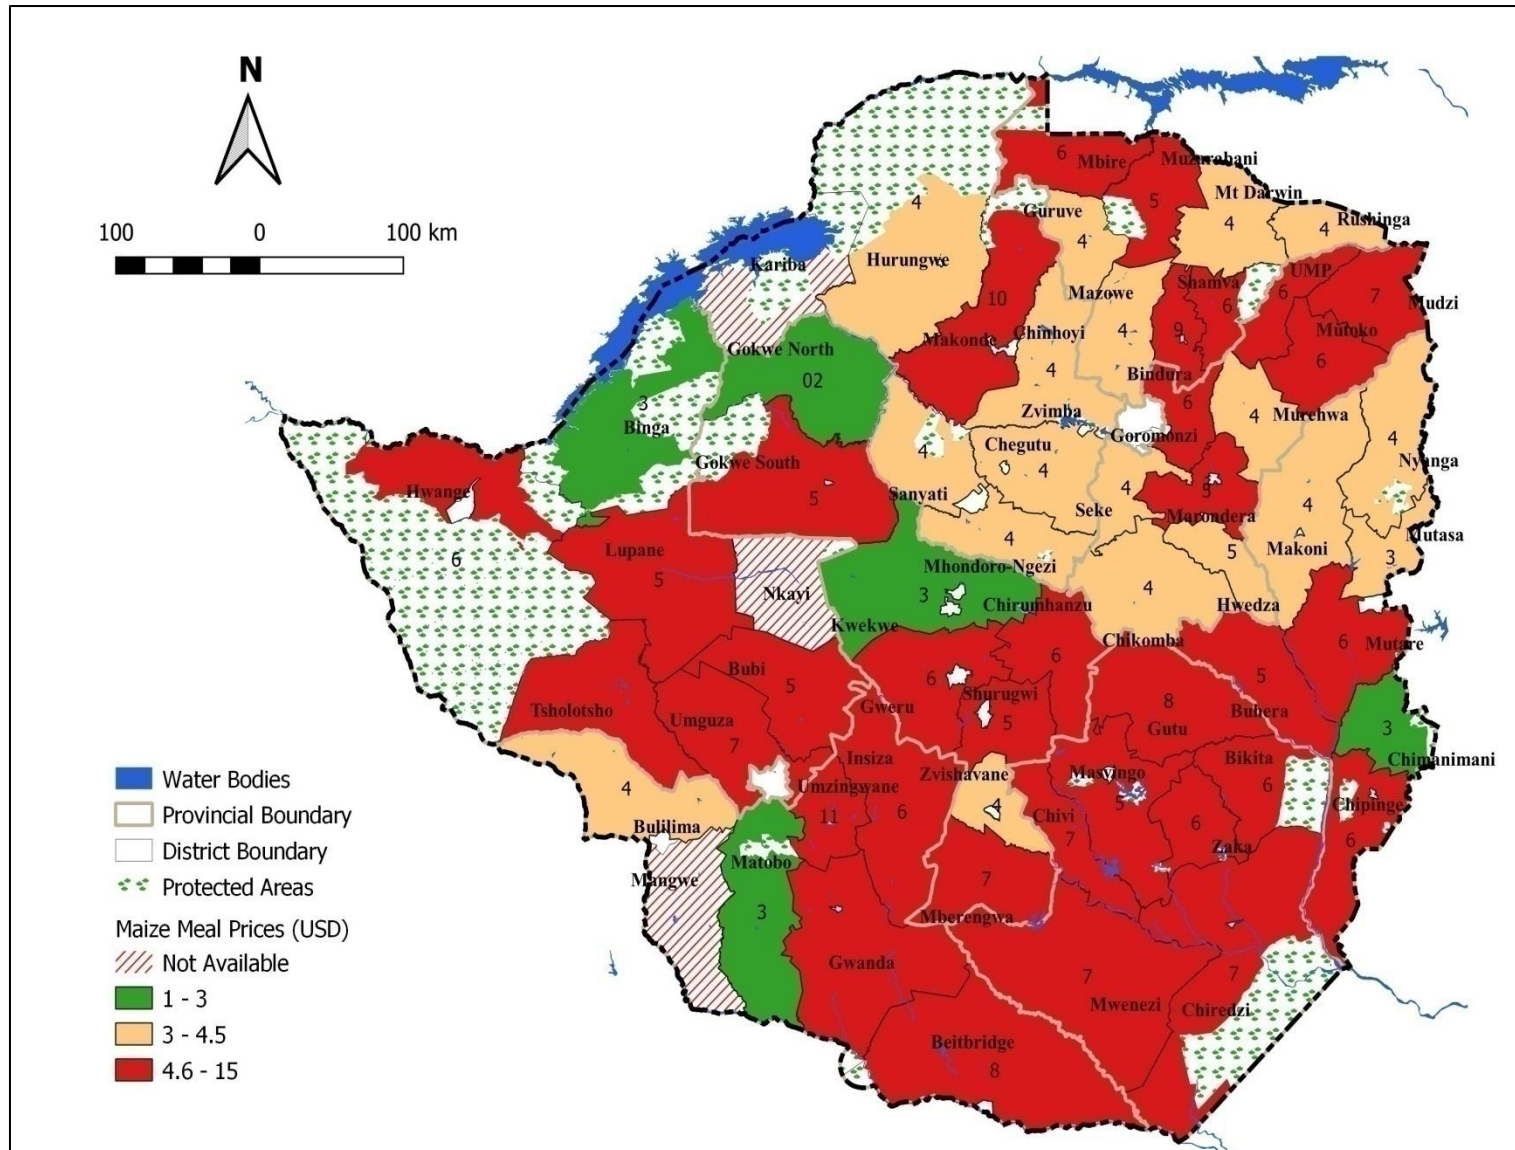 N
100 0 100 km
6
Mbire
Muzarabani
5
Mt Darwin
4
Rushinga
4
4
Guruve
4
Kariba
Hurungwe
10
Mazowe
4
Shamva
9
6
UMP
6
7
Mudzi
Mutoko
6
Makonde
Chinhoyi
4
Gokwe North
02
Bindura
6
3
Binga
Zvimba
Goromonzi
4
Murehwa
4
Nyanga
Chegutu
4
4
Gokwe South
5
Sanyati
Hwange
4
Seke
5
Marondera
4
Makoni
Mutasa
3
6
Lupane
5
Nkayi
4
Mhondoro-Ngezi
3
Chirumhanzu
5
4
Hwedza
Kwekwe
Chikomba
6
Mutare
Bubi
5
6
Gweru
Shurugwi
5
6
8
Gutu
5
Buhera
3
Chimanimani
Tsholotsho
Umguza
7
Insiza
Umzingwane
11
6
Zvishavane
4
Masvingo
5
Bikita
6
4
Bulilima
Chivi
7
6
Zaka
Chipinge
6
Mangwe
Matobo
3
7
Mberengwa
Gwanda
7
Mwenezi
7
Chiredzi
Beitbridge
8
Water Bodies
Provincial Boundary
District Boundary
Protected Areas
Maize Meal Prices (USD)
Not Available
1 - 3
3 - 4.5
4.6 - 15